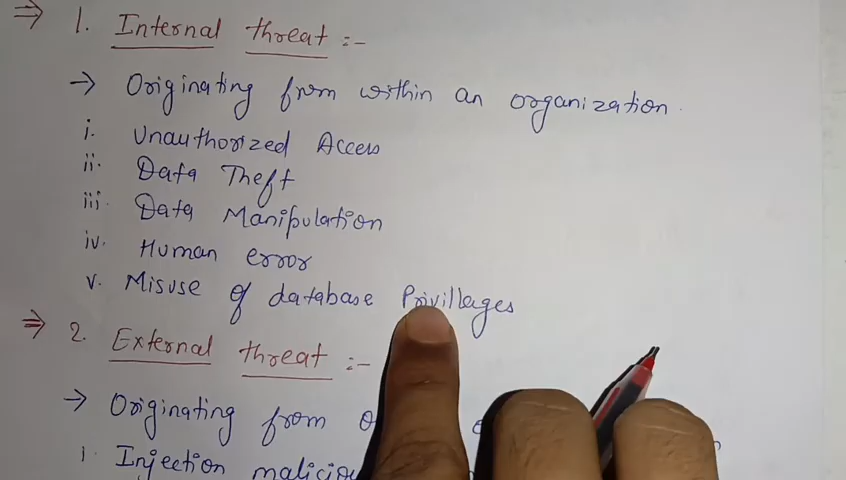 ⇒ 1. Internal threat :-
→ Originating from within an organization.
i. Unauthorized Access
ii. Data Theft
iii. Data Manipulation
iv. Human error
v. Misuse of database Privillages
⇒ 2. External threat :-
→ Originating from
i. Injection